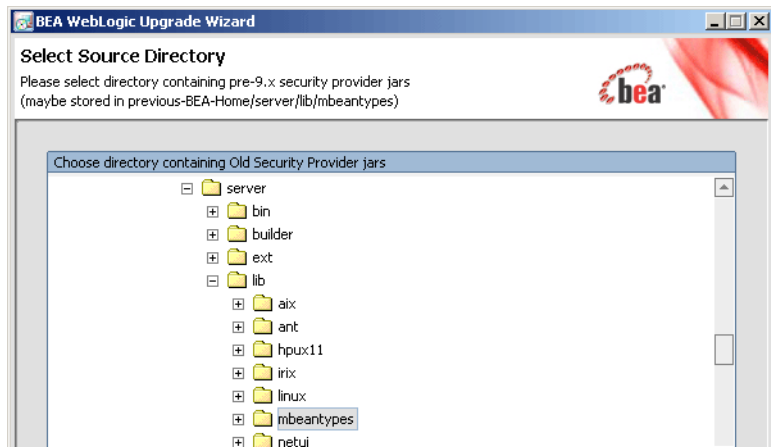 BEA WebLogic Upgrade Wizard
Select Source Directory
Please select directory containing pre-9.x security provider jars
(maybe stored in previous-BEA-Home/server/lib/mbeantypes)
bea
Choose directory containing Old Security Provider jars
server
bin
builder
ext
lib
aix
ant
hpux11
irix
linux
mbeantypes
netui